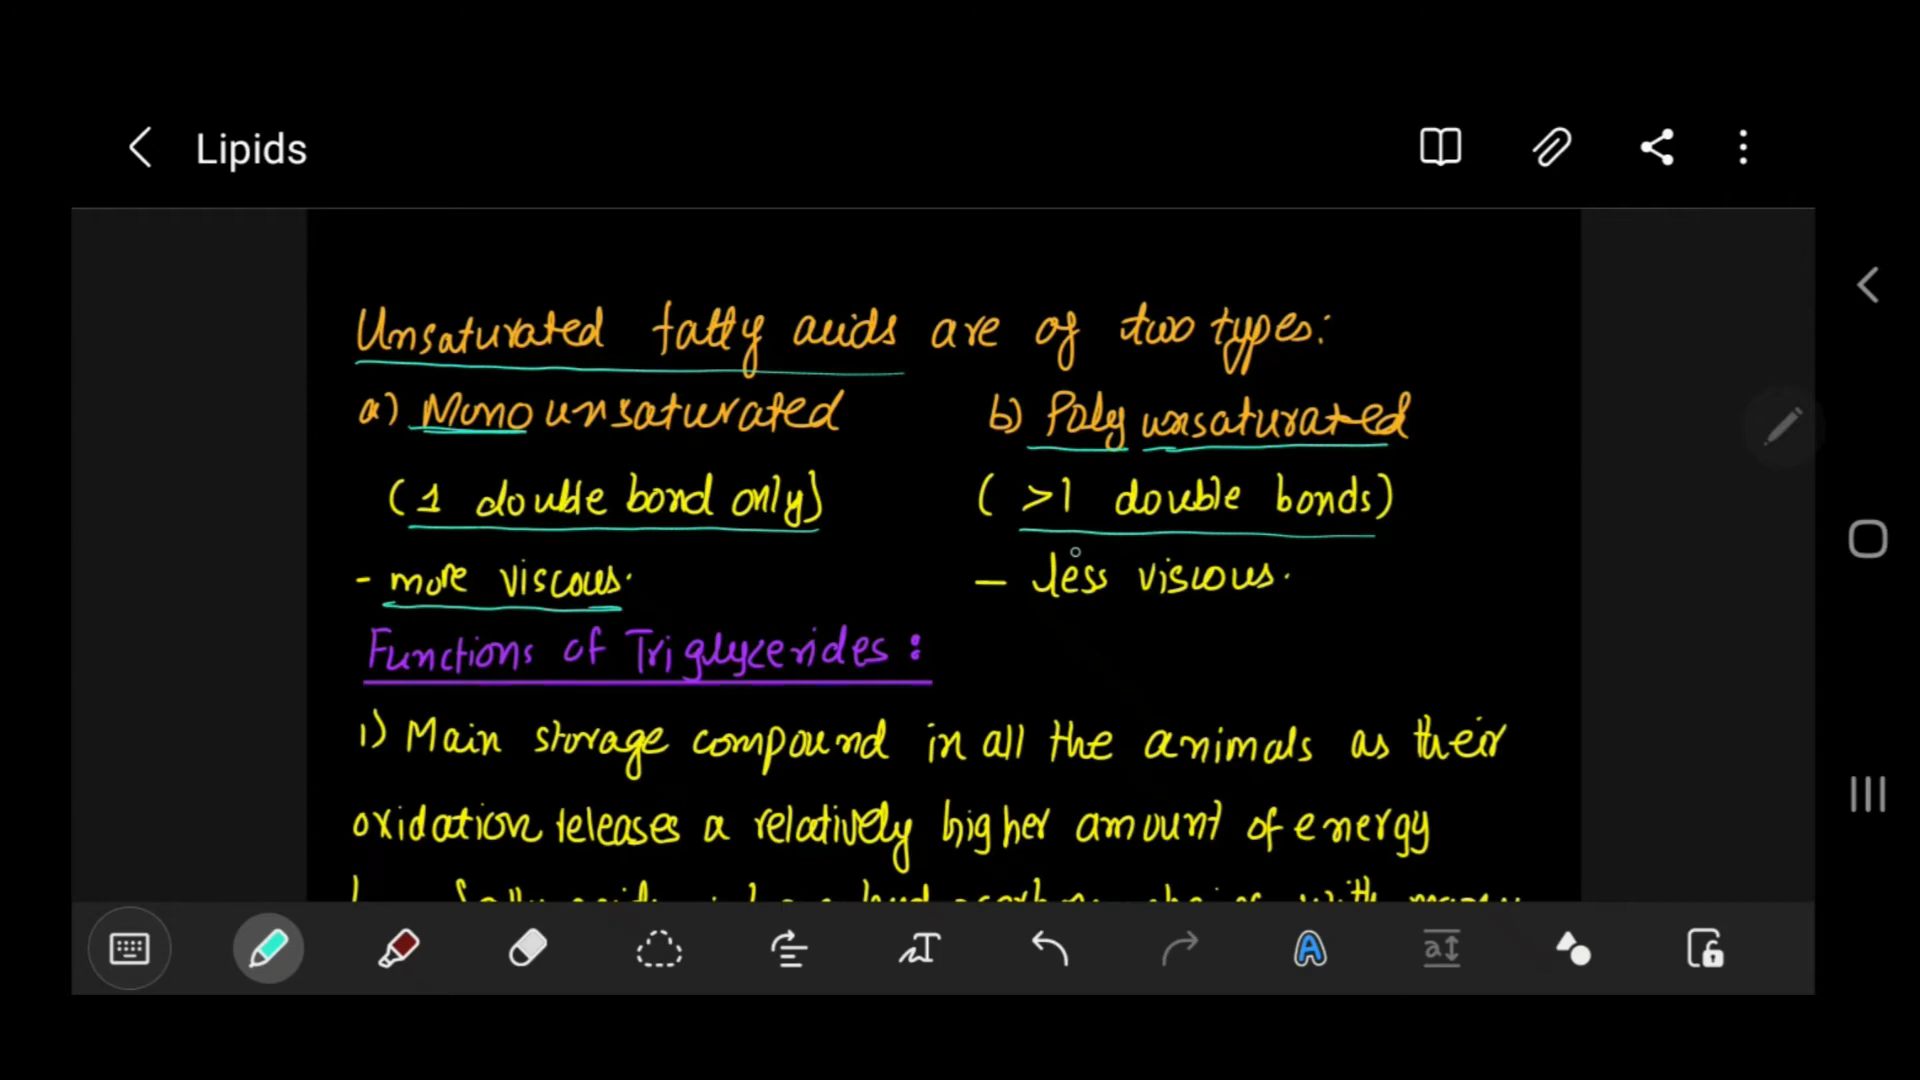 Lipids
Unsaturated fatty acids are of two types:
a) Mono unsaturated b) Poly unsaturated
(1 double bond only) ( >1 double bonds)
- more viscous. - less viscous.
Functions of Triglycerides :
1) Main storage compound in all the animals as their
oxidation releases a relatively higher amount of energy